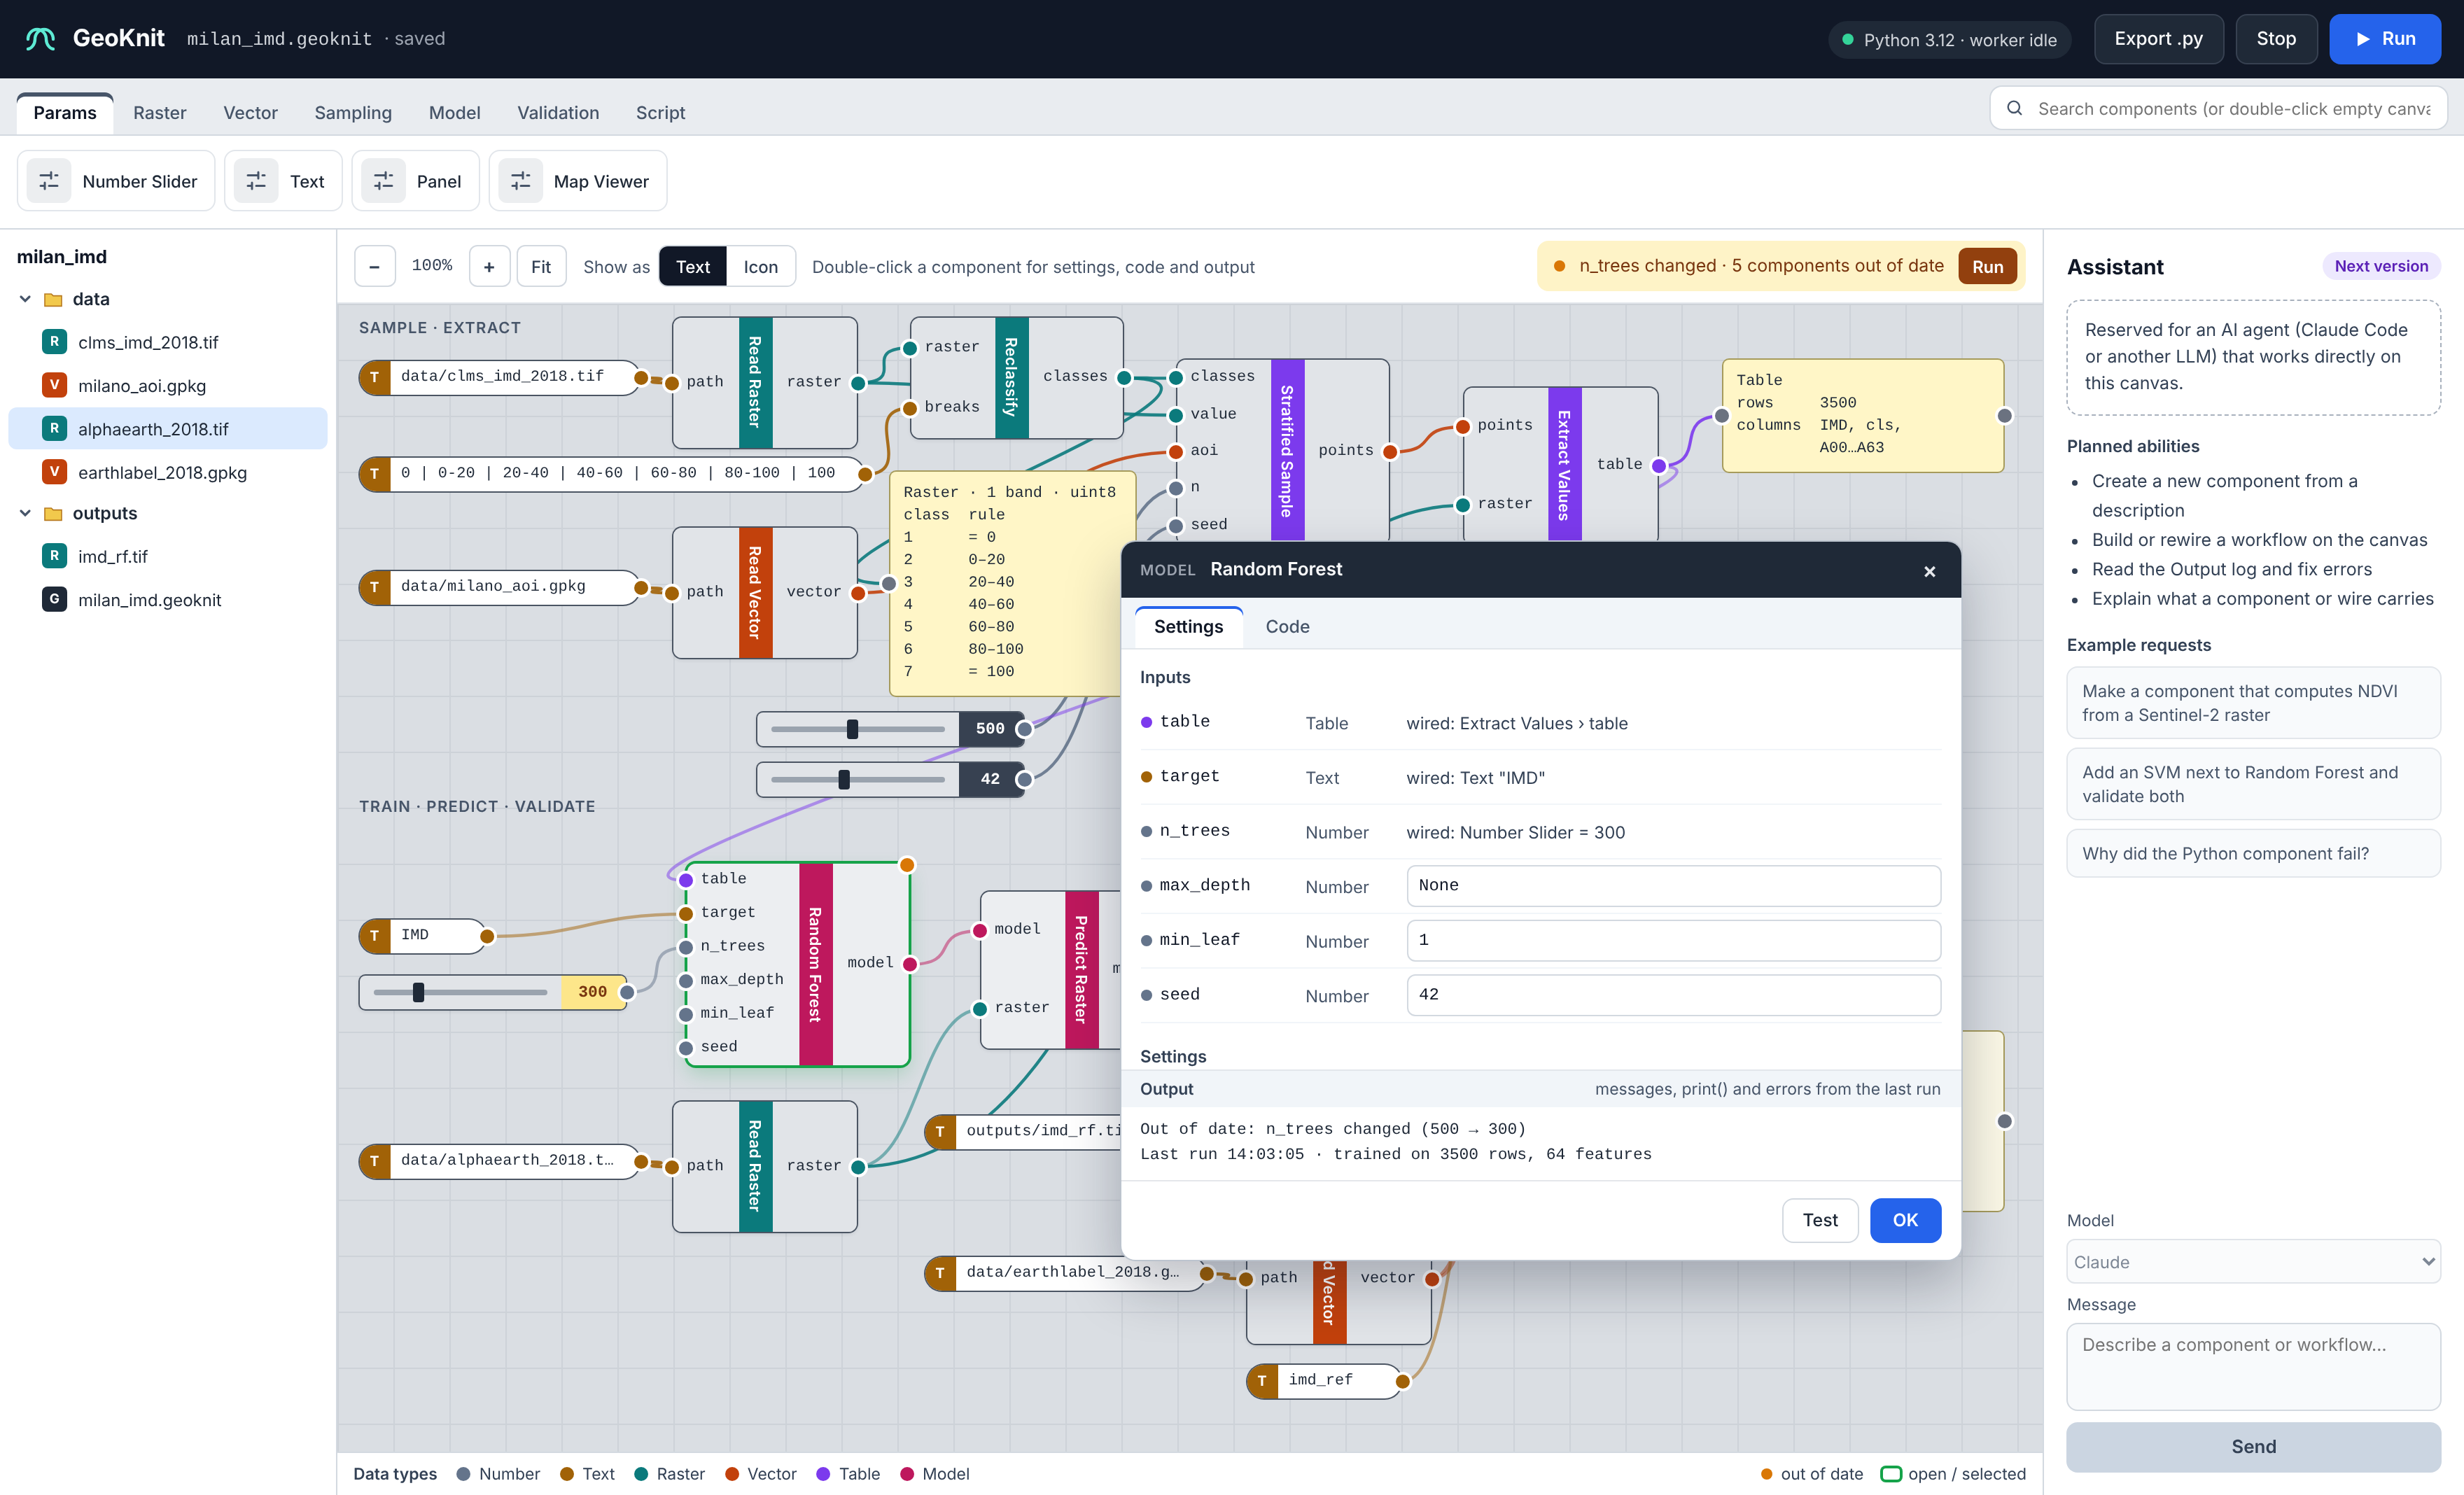 GeoKnit milan_imd.geoknit · saved
Python 3.12 · worker idle
Export .py
Stop
Run
Params Raster Vector Sampling Model Validation Script
Search components (or double-click empty canva
Number Slider
Text
Panel
Map Viewer
milan_imd
data
R clms_imd_2018.tif
V milano_aoi.gpkg
R alphaearth_2018.tif
V earthlabel_2018.gpkg
outputs
R imd_rf.tif
G milan_imd.geoknit
− 100% + Fit Show as Text Icon Double-click a component for settings, code and output
n_trees changed · 5 components out of date Run
SAMPLE · EXTRACT
T data/clms_imd_2018.tif
path Read Raster raster
raster
breaks
Reclassify
classes
T 0 | 0-20 | 20-40 | 40-60 | 60-80 | 80-100 | 100
classes
value
aoi
n
seed
Stratified Sample
points
points
raster
Extract Values
table
Table
rows 3500
columns IMD, cls,
A00…A63
T data/milano_aoi.gpkg
path Read Vector vector
Raster · 1 band · uint8
class rule
1 = 0
2 0–20
3 20–40
4 40–60
5 60–80
6 80–100
7 = 100
500
42
TRAIN · PREDICT · VALIDATE
T IMD
300
table
target
n_trees
max_depth
min_leaf
seed
Random Forest
model
model
raster
Predict Raster
T data/alphaearth_2018.t…
path Read Raster raster
T outputs/imd_rf.ti
T data/earthlabel_2018.g…
path d Vector vector
T imd_ref
MODEL Random Forest ×
Settings Code
Inputs
table Table wired: Extract Values › table
target Text wired: Text "IMD"
n_trees Number wired: Number Slider = 300
max_depth Number None
min_leaf Number 1
seed Number 42
Settings
Output messages, print() and errors from the last run
Out of date: n_trees changed (500 → 300)
Last run 14:03:05 · trained on 3500 rows, 64 features
Test OK
Data types Number Text Raster Vector Table Model
out of date open / selected
Assistant Next version
Reserved for an AI agent (Claude Code
or another LLM) that works directly on
this canvas.
Planned abilities
• Create a new component from a
description
• Build or rewire a workflow on the canvas
• Read the Output log and fix errors
• Explain what a component or wire carries
Example requests
Make a component that computes NDVI
from a Sentinel-2 raster
Add an SVM next to Random Forest and
validate both
Why did the Python component fail?
Model
Claude
Message
Describe a component or workflow…
Send